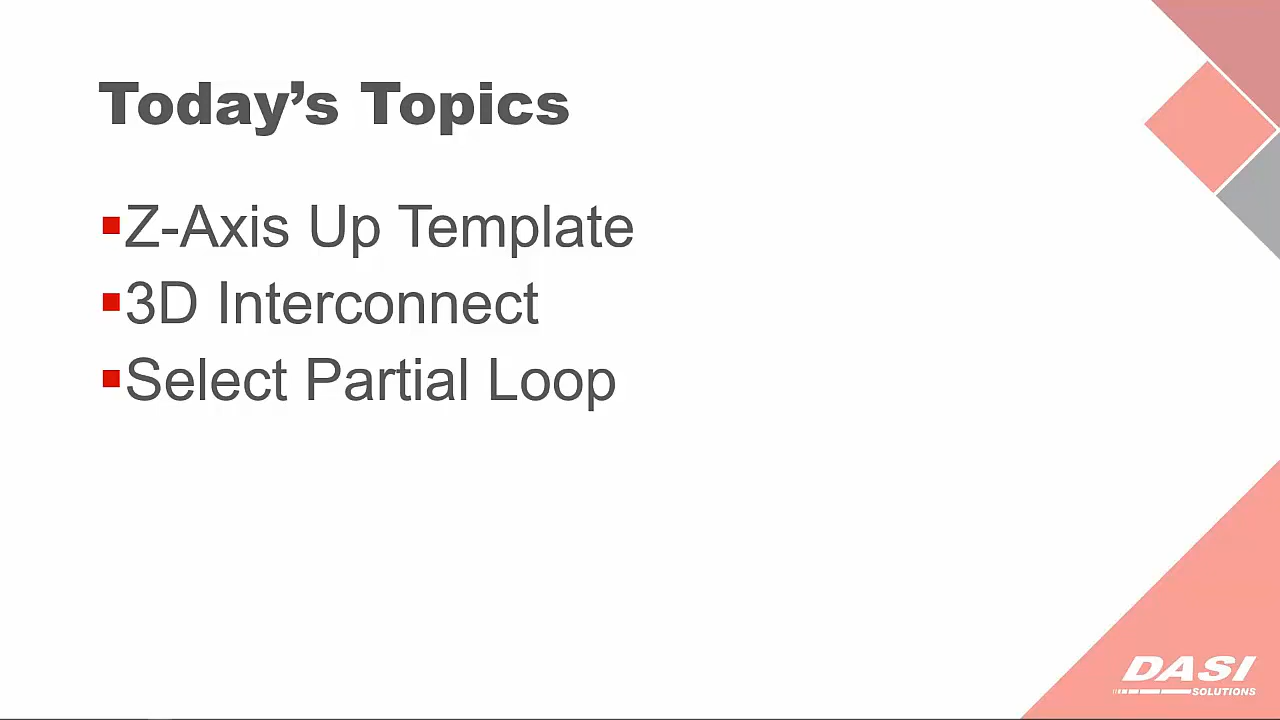 Today’s Topics
Z-Axis Up Template
3D Interconnect
Select Partial Loop
DASI
SOLUTIONS